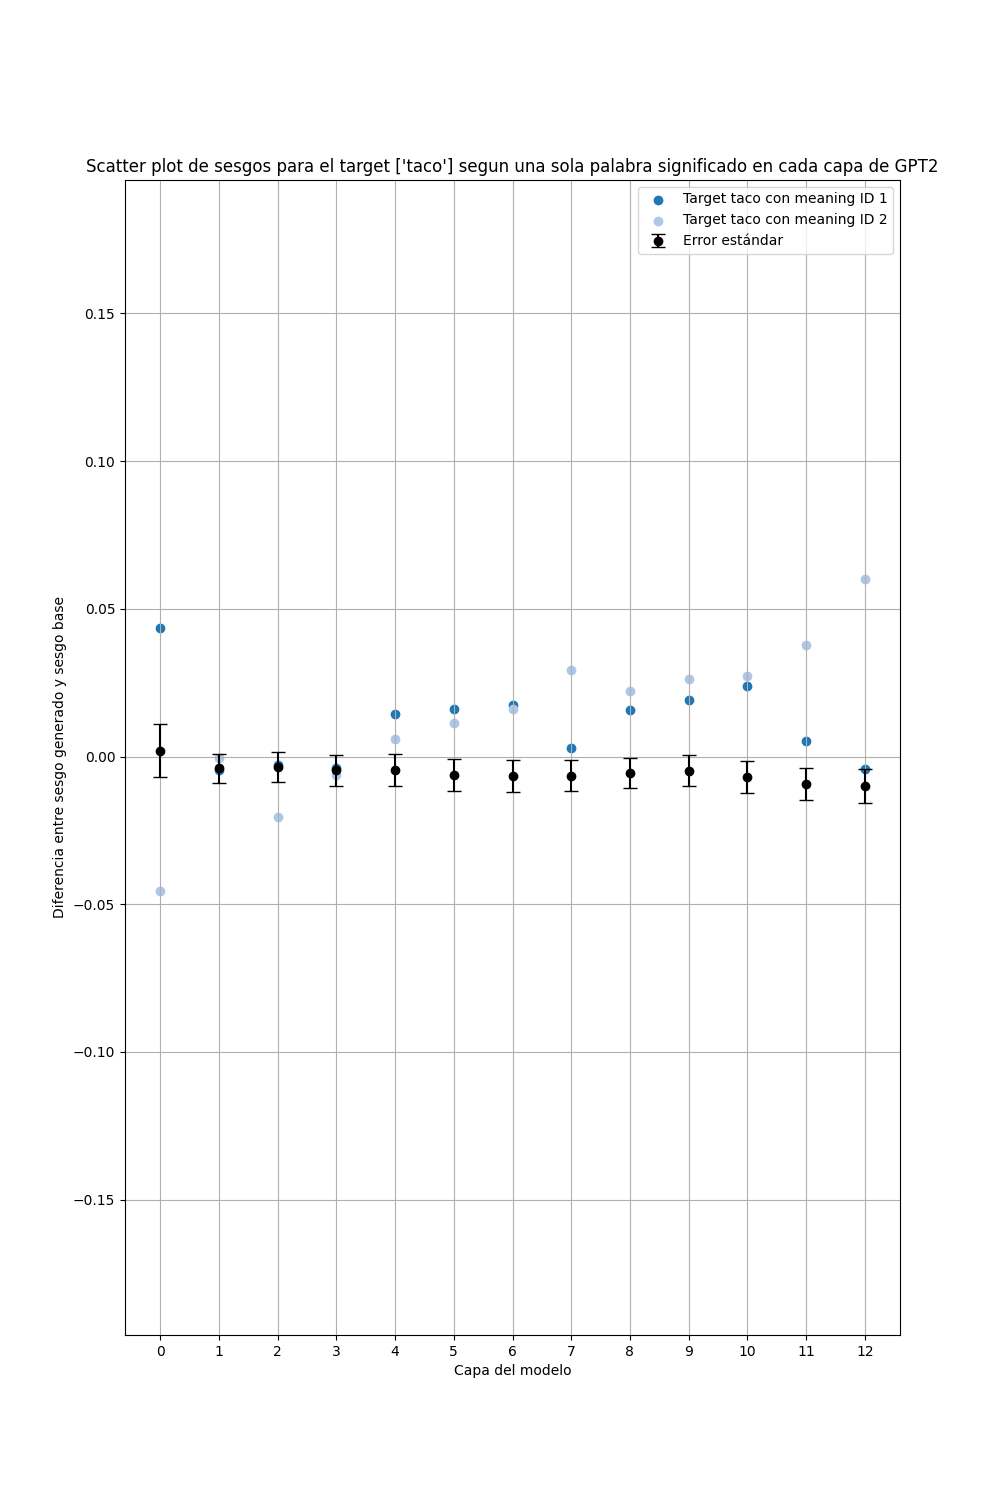 Scatter plot de sesgos para el target ['taco'] segun una sola palabra significado en cada capa de GPT2
Target taco con meaning ID 1
Target taco con meaning ID 2
Error estándar
Diferencia entre sesgo generado y sesgo base
0.15
0.10
0.05
0.00
−0.05
−0.10
−0.15
0 1 2 3 4 5 6 7 8 9 10 11 12
Capa del modelo